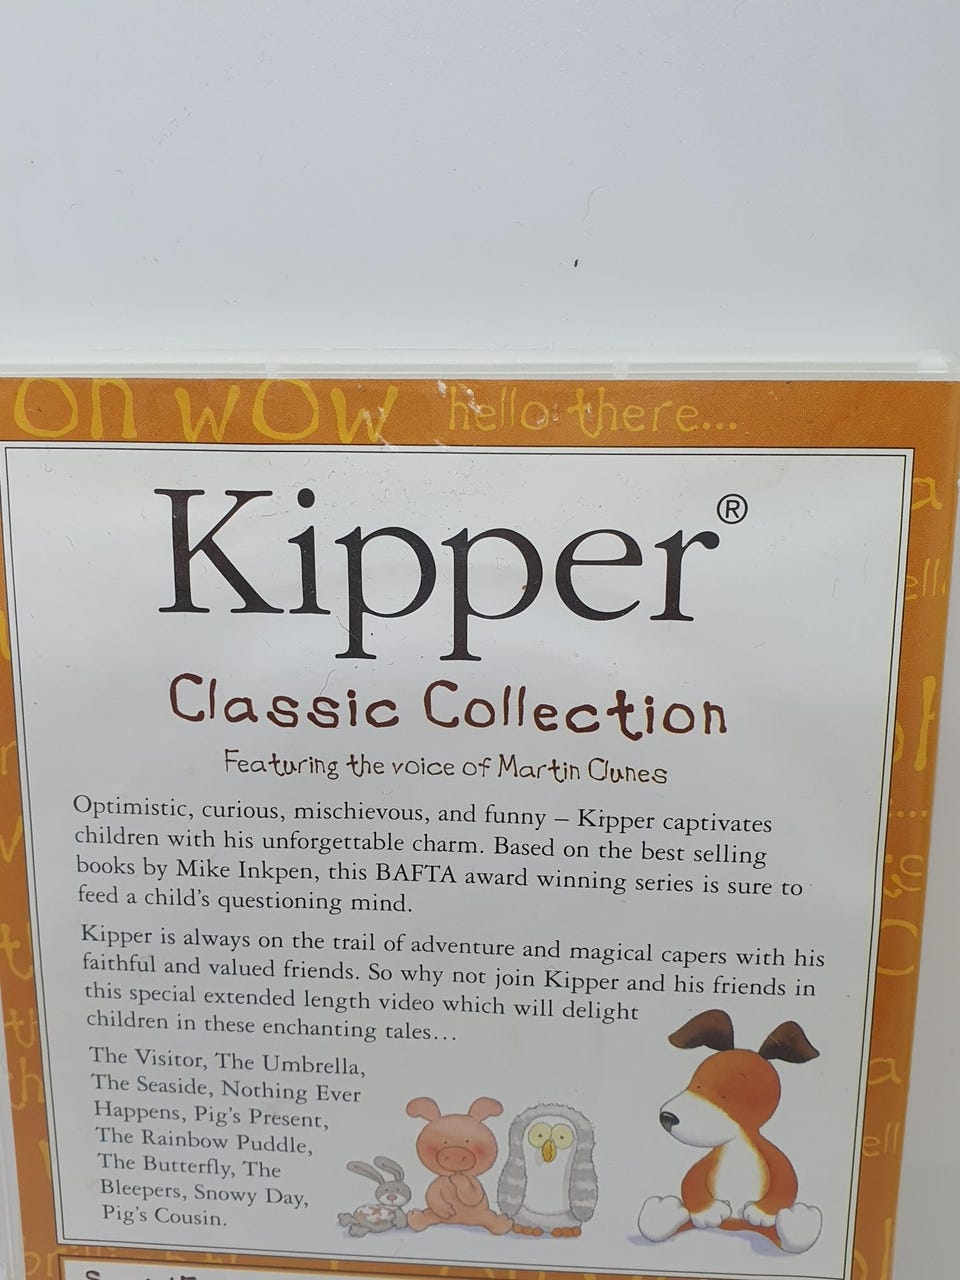 on wow hello there...
Kipper®
Classic Collection
Featuring the voice of Martin Clunes
Optimistic, curious, mischievous, and funny – Kipper captivates
children with his unforgettable charm. Based on the best selling
books by Mike Inkpen, this BAFTA award winning series is sure to
feed a child's questioning mind.
Kipper is always on the trail of adventure and magical capers with his
faithful and valued friends. So why not join Kipper and his friends in
this special extended length video which will delight
children in these enchanting tales...
The Visitor, The Umbrella,
The Seaside, Nothing Ever
Happens, Pig's Present,
The Rainbow Puddle,
The Butterfly, The
Bleepers, Snowy Day,
Pig's Cousin.